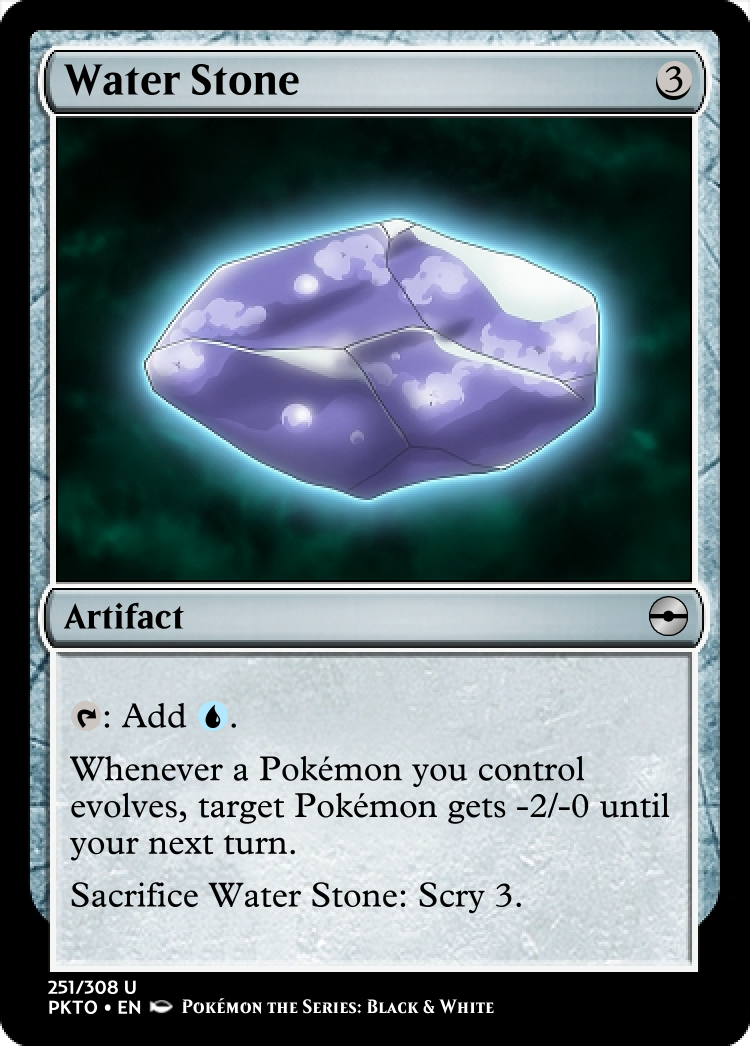 Water Stone 3
Artifact
: Add .
Whenever a Pokémon you control
evolves, target Pokémon gets -2/-0 until
your next turn.
Sacrifice Water Stone: Scry 3.
251/308 U
PKTO • EN Pokémon the Series: Black & White